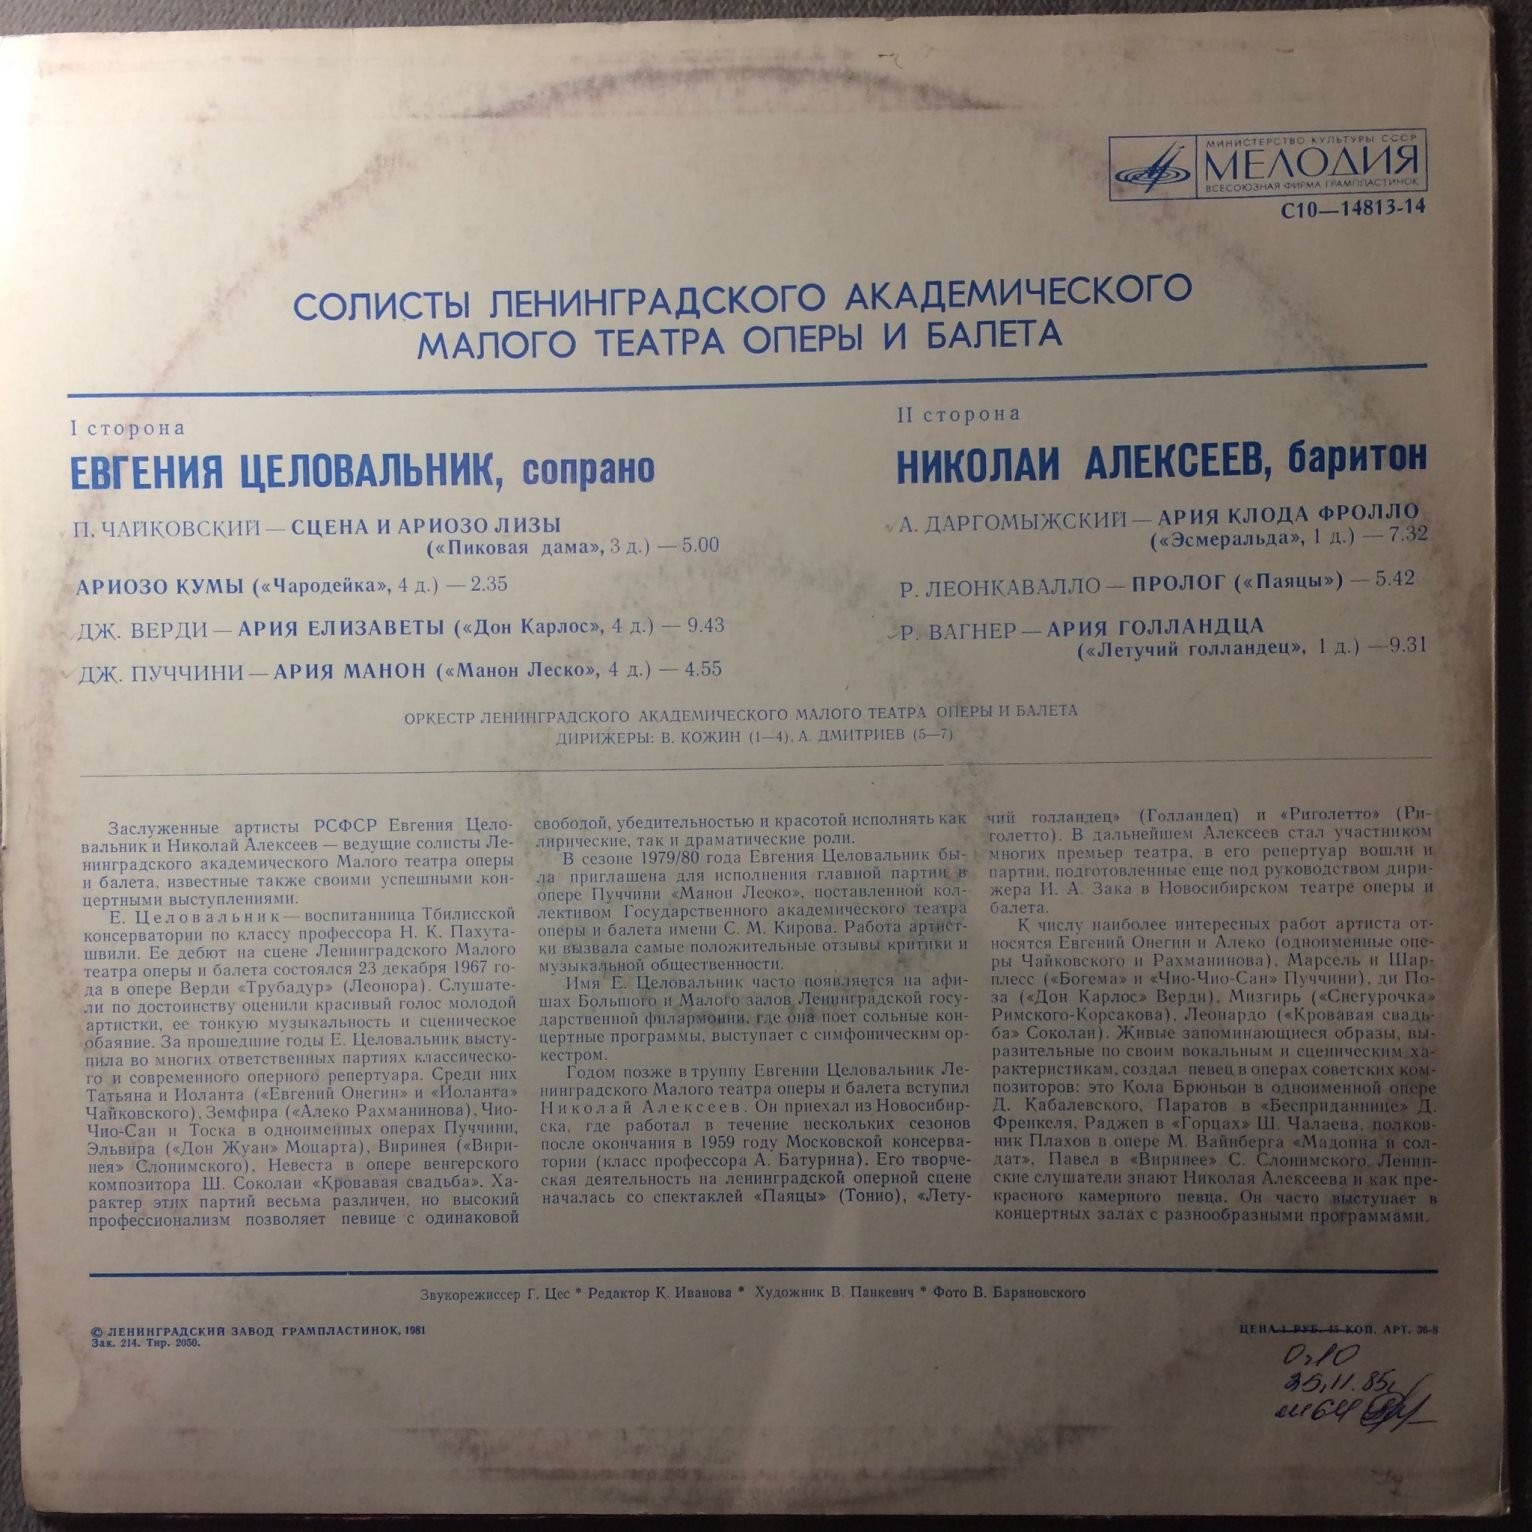 МИНИСТЕРСТВО КУЛЬТУРЫ СССР
МЕЛОДИЯ
ВСЕСОЮЗНАЯ ФИРМА ГРАМПЛАСТИНОК
С10—14813-14
СОЛИСТЫ ЛЕНИНГРАДСКОГО АКАДЕМИЧЕСКОГО
МАЛОГО ТЕАТРА ОПЕРЫ И БАЛЕТА
I сторона
ЕВГЕНИЯ ЦЕЛОВАЛЬНИК, сопрано
П. ЧАЙКОВСКИЙ — СЦЕНА И АРИОЗО ЛИЗЫ
(«Пиковая дама», 3 д.) — 5.00
АРИОЗО КУМЫ («Чародейка», 4 д.) — 2.35
ДЖ. ВЕРДИ — АРИЯ ЕЛИЗАВЕТЫ («Дон Карлос», 4 д.) — 9.43
ДЖ. ПУЧЧИНИ — АРИЯ МАНОН («Манон Леско», 4 д.) — 4.55
II сторона
НИКОЛАЙ АЛЕКСЕЕВ, баритон
А. ДАРГОМЫЖСКИЙ — АРИЯ КЛОДА ФРОЛЛО
(«Эсмеральда», 1 д.) — 7.32
Р. ЛЕОНКАВАЛЛО — ПРОЛОГ («Паяцы») — 5.42
Р. ВАГНЕР — АРИЯ ГОЛЛАНДЦА
(«Летучий голландец», 1 д.) —9.31
ОРКЕСТР ЛЕНИНГРАДСКОГО АКАДЕМИЧЕСКОГО МАЛОГО ТЕАТРА ОПЕРЫ И БАЛЕТА
ДИРИЖЕРЫ: В. КОЖИН (1—4), А. ДМИТРИЕВ (5—7)
Заслуженные артисты РСФСР Евгения Цело-
вальник и Николай Алексеев — ведущие солисты Ле-
нинградского академического Малого театра оперы
и балета, известные также своими успешными кон-
цертными выступлениями.
Е. Целовальник — воспитанница Тбилисской
консерватории по классу профессора Н. К. Пахута-
швили. Ее дебют на сцене Ленинградского Малого
театра оперы и балета состоялся 23 декабря 1967 го-
да в опере Верди «Трубадур» (Леонора). Слушате-
ли по достоинству оценили красивый голос молодой
артистки, ее тонкую музыкальность и сценическое
обаяние. За прошедшие годы Е. Целовальник высту-
пила во многих ответственных партиях классическо-
го и современного оперного репертуара. Среди них
Татьяна и Иоланта («Евгений Онегин» и «Иоланта»
Чайковского), Земфира («Алеко Рахманинова), Чио-
Чио-Сан и Тоска в одноименных операх Пуччини,
Эльвира («Дон Жуан» Моцарта), Виринея («Вири-
нея» Слонимского), Невеста в опере венгерского
композитора Ш. Соколаи «Кровавая свадьба». Ха-
рактер этих партий весьма различен, но высокий
профессионализм позволяет певице с одинаковой
свободой, убедительностью и красотой исполнять как
лирические, так и драматические роли.
В сезоне 1979/80 года Евгения Целовальник бы-
ла приглашена для исполнения главной партии в
опере Пуччини «Манон Леско», поставленной кол-
лективом Государственного академического театра
оперы и балета имени С. М. Кирова. Работа артист-
ки вызвала самые положительные отзывы критики и
музыкальной общественности.
Имя Е. Целовальник часто появляется на афи-
шах Большого и Малого залов Ленинградской госу-
дарственной филармонии, где она поет сольные кон-
цертные программы, выступает с симфоническим ор-
кестром.
Годом позже в труппу Евгении Целовальник Ле-
нинградского Малого театра оперы и балета вступил
Николай Алексеев. Он приехал из Новосибир-
ска, где работал в течение нескольких сезонов
после окончания в 1959 году Московской консерва-
тории (класс профессора А. Батурина). Его творче-
ская деятельность на ленинградской оперной сцене
началась со спектаклей «Паяцы» (Тонио), «Лету-
чий голландец» (Голландец) и «Риголетто» (Ри-
голетто). В дальнейшем Алексеев стал участником
многих премьер театра, в его репертуар вошли и
партии, подготовленные еще под руководством дири-
жера И. А. Зака в Новосибирском театре оперы и
балета.
К числу наиболее интересных работ артиста от-
носятся Евгений Онегин и Алеко (одноименные опе-
ры Чайковского и Рахманинова), Марсель и Шар-
плесс («Богема» и «Чио-Чио-Сан» Пуччини), ди По-
за («Дон Карлос» Верди), Мизгирь («Снегурочка»
Римского-Корсакова), Леонардо («Кровавая свадь-
ба» Соколаи). Живые запоминающиеся образы, вы-
разительные по своим вокальным и сценическим ха-
рактеристикам, создал певец в операх советских ком-
позиторов: это Кола Брюньон в одноименной опере
Д. Кабалевского, Паратов в «Бесприданнице» Д.
Френкеля, Раджеп в «Горцах» Ш. Чалаева, полков-
ник Плахов в опере М. Вайнберга «Мадонна и сол-
дат», Павел в «Виринее» С. Слонимского. Ленин-
ские слушатели знают Николая Алексеева и как пре-
красного камерного певца. Он часто выступает в
концертных залах с разнообразными программами.
Звукорежиссер Г. Цес * Редактор К. Иванова * Художник В. Панкевич * Фото В. Барановского
© ЛЕНИНГРАДСКИЙ ЗАВОД ГРАМПЛАСТИНОК, 1981
Зак. 214. Тир. 2050.
ЦЕНА 1 РУБ. 45 КОП. АРТ. 36-8
0-10
25.11.85